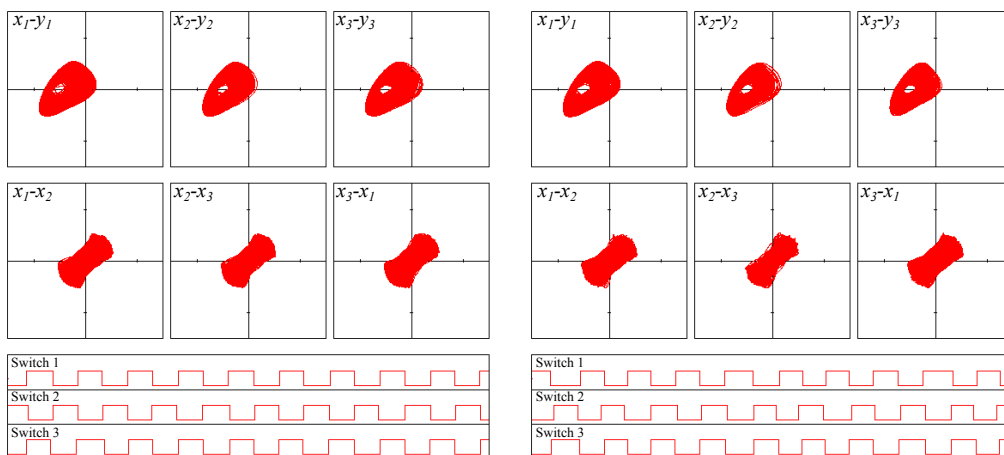 x₁-y₁ x₂-y₂ x₃-y₃ x₁-y₁ x₂-y₂ x₃-y₃
x₁-x₂ x₂-x₃ x₃-x₁ x₁-x₂ x₂-x₃ x₃-x₁
Switch 1 Switch 1
Switch 2 Switch 2
Switch 3 Switch 3